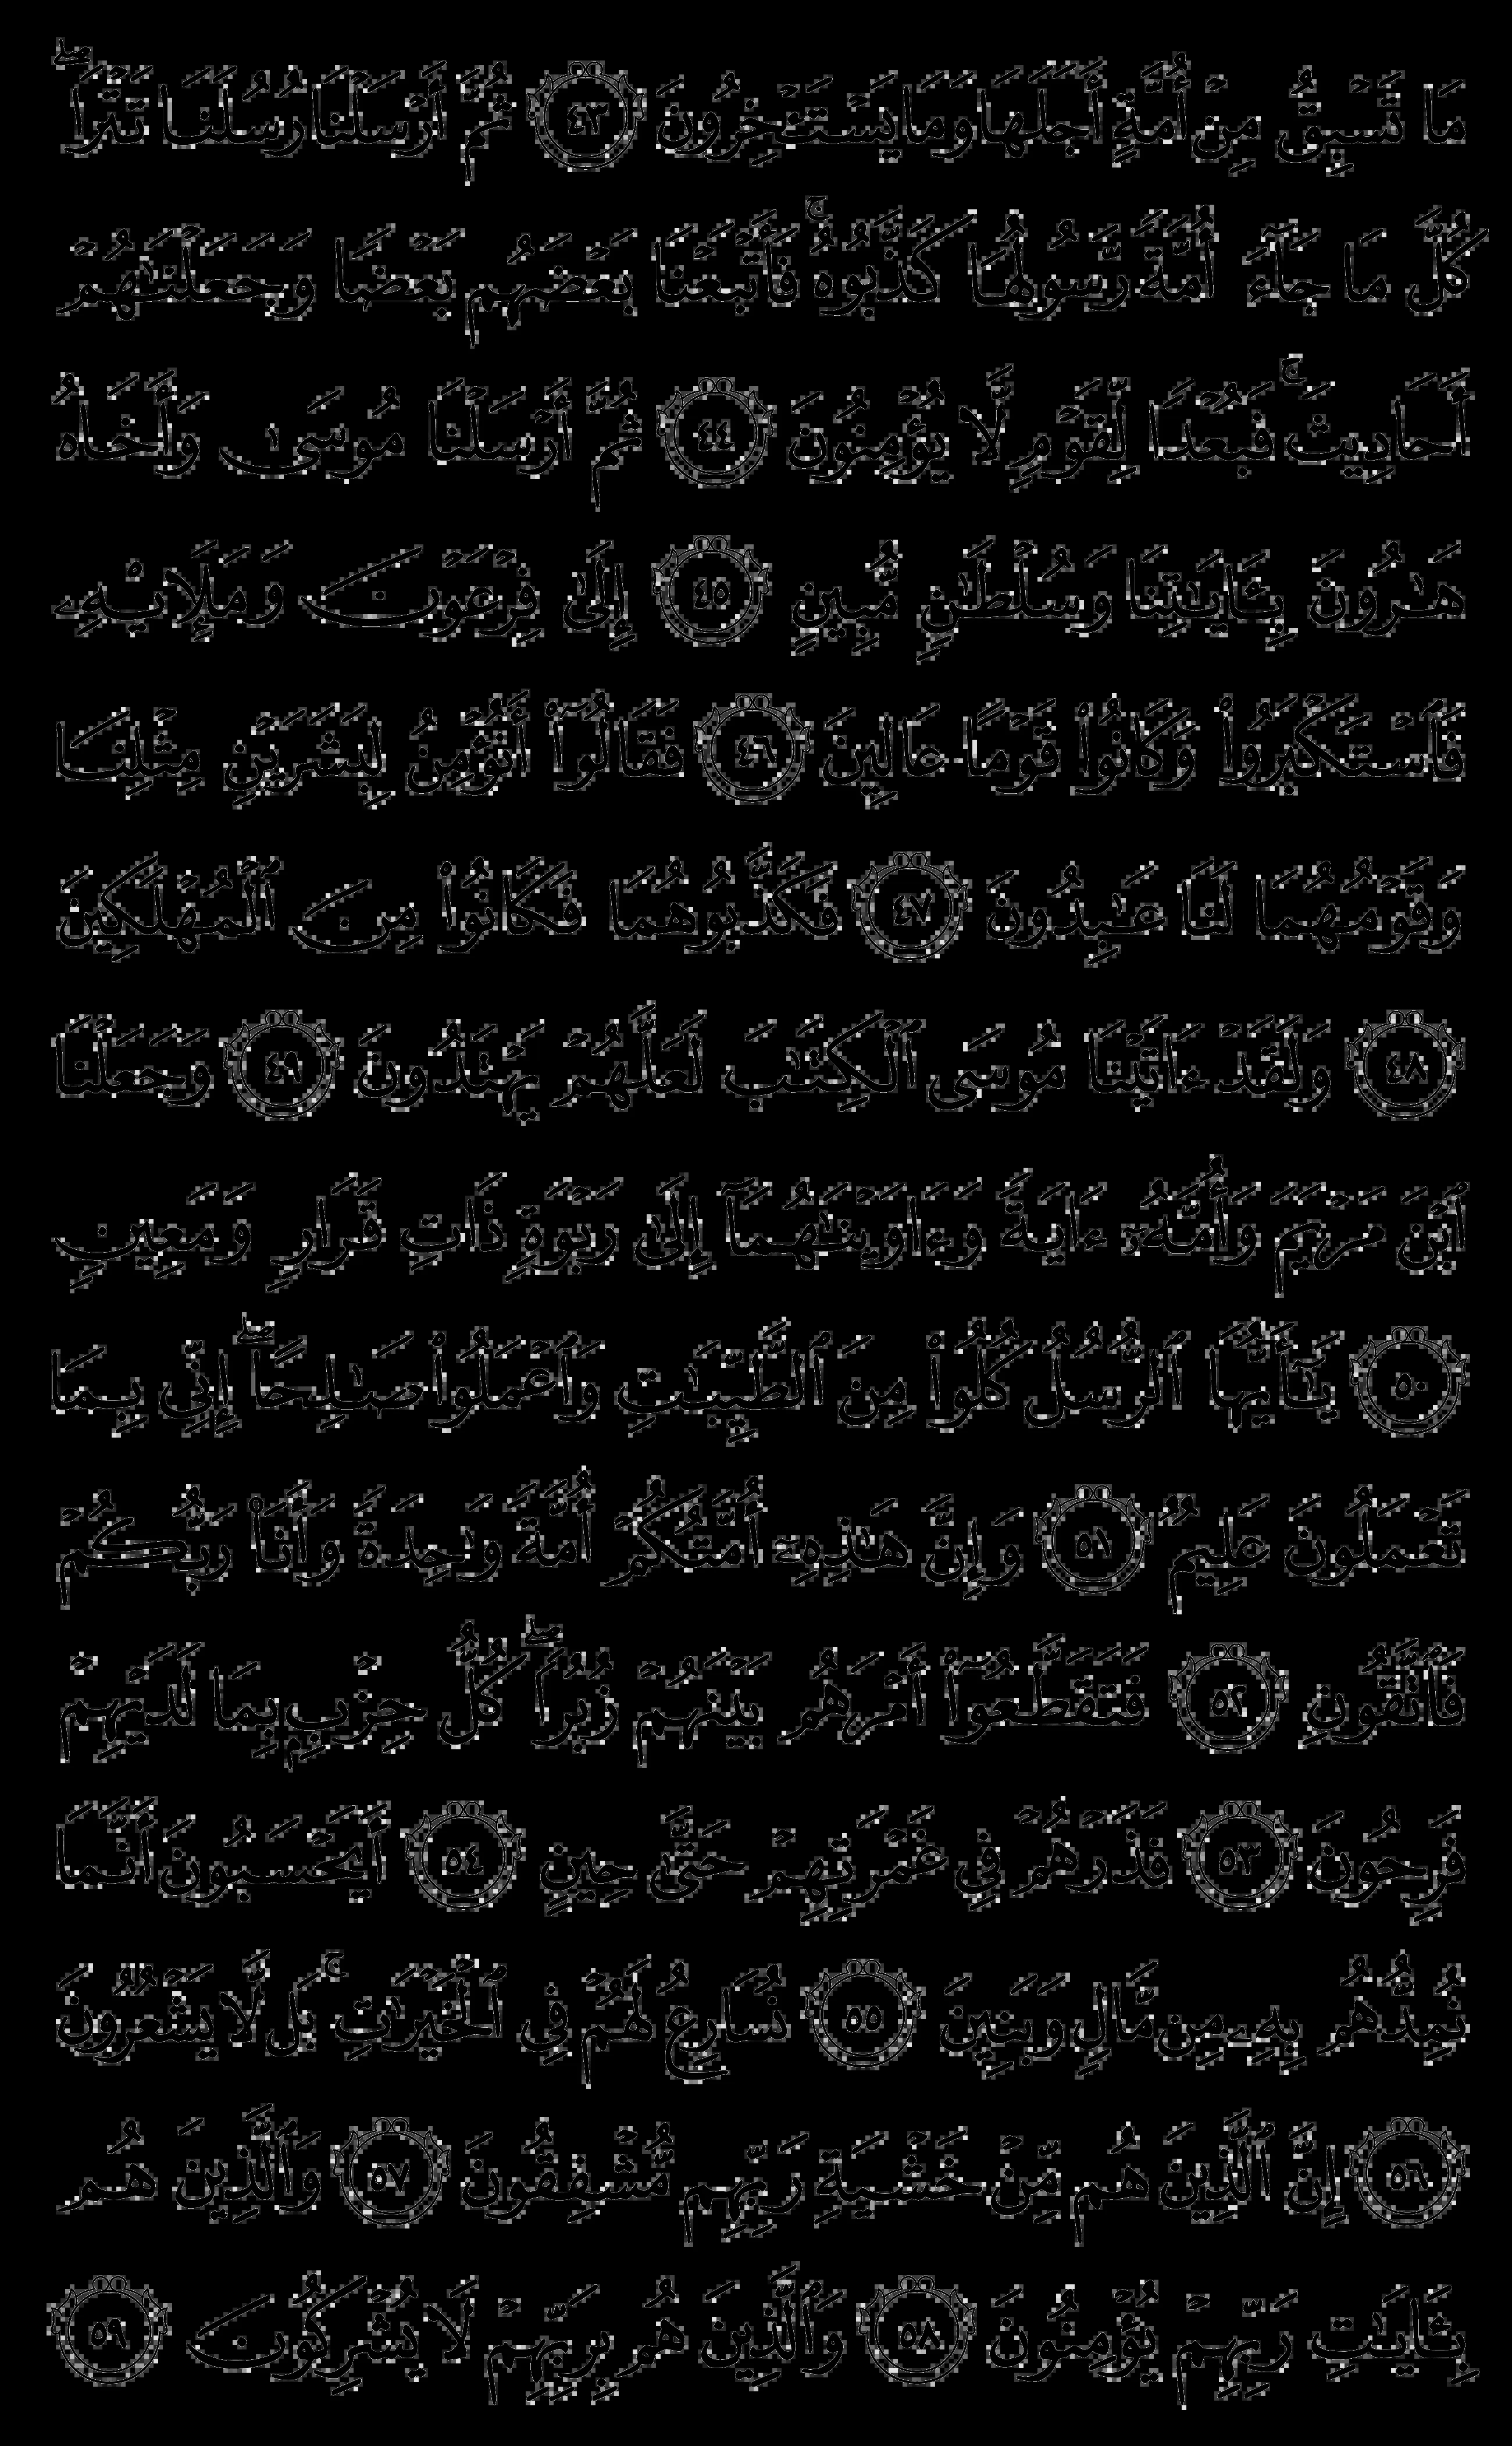 مَا تَسْبِقُ مِنْ أُمَّةٍ أَجَلَهَا وَمَا يَسْتَـْٔخِرُونَ ٤٣ ثُمَّ أَرْسَلْنَا رُسُلَنَا تَتْرَا ۖ
كُلَّ مَا جَآءَ أُمَّةً رَّسُولُهَا كَذَّبُوهُ ۚ فَأَتْبَعْنَا بَعْضَهُم بَعْضًا وَجَعَلْنَـٰهُمْ
أَحَادِيثَ ۚ فَبُعْدًا لِّقَوْمٍ لَّا يُؤْمِنُونَ ٤٤ ثُمَّ أَرْسَلْنَا مُوسَىٰ وَأَخَاهُ
هَـٰرُونَ بِـَٔايَـٰتِنَا وَسُلْطَـٰنٍ مُّبِينٍ ٤٥ إِلَىٰ فِرْعَوْنَ وَمَلَإِي۟هِۦ
فَٱسْتَكْبَرُوا۟ وَكَانُوا۟ قَوْمًا عَالِينَ ٤٦ فَقَالُوٓا۟ أَنُؤْمِنُ لِبَشَرَيْنِ مِثْلِنَا
وَقَوْمُهُمَا لَنَا عَـٰبِدُونَ ٤٧ فَكَذَّبُوهُمَا فَكَانُوا۟ مِنَ ٱلْمُهْلَكِينَ
٤٨ وَلَقَدْ ءَاتَيْنَا مُوسَى ٱلْكِتَـٰبَ لَعَلَّهُمْ يَهْتَدُونَ ٤٩ وَجَعَلْنَا
ٱبْنَ مَرْيَمَ وَأُمَّهُۥٓ ءَايَةً وَءَاوَيْنَـٰهُمَآ إِلَىٰ رَبْوَةٍ ذَاتِ قَرَارٍ وَمَعِينٍ
٥٠ يَـٰٓأَيُّهَا ٱلرُّسُلُ كُلُوا۟ مِنَ ٱلطَّيِّبَـٰتِ وَٱعْمَلُوا۟ صَـٰلِحًا ۖ إِنِّى بِمَا
تَعْمَلُونَ عَلِيمٌ ٥١ وَإِنَّ هَـٰذِهِۦٓ أُمَّتُكُمْ أُمَّةً وَٰحِدَةً وَأَنَا۠ رَبُّكُمْ
فَٱتَّقُونِ ٥٢ فَتَقَطَّعُوٓا۟ أَمْرَهُم بَيْنَهُمْ زُبُرًا ۖ كُلُّ حِزْبٍۭ بِمَا لَدَيْهِمْ
فَرِحُونَ ٥٣ فَذَرْهُمْ فِى غَمْرَتِهِمْ حَتَّىٰ حِينٍ ٥٤ أَيَحْسَبُونَ أَنَّمَا
نُمِدُّهُم بِهِۦ مِن مَّالٍ وَبَنِينَ ٥٥ نُسَارِعُ لَهُمْ فِى ٱلْخَيْرَٰتِ ۚ بَل لَّا يَشْعُرُونَ
٥٦ إِنَّ ٱلَّذِينَ هُم مِّنْ خَشْيَةِ رَبِّهِم مُّشْفِقُونَ ٥٧ وَٱلَّذِينَ هُم
بِـَٔايَـٰتِ رَبِّهِمْ يُؤْمِنُونَ ٥٨ وَٱلَّذِينَ هُم بِرَبِّهِمْ لَا يُشْرِكُونَ ٥٩